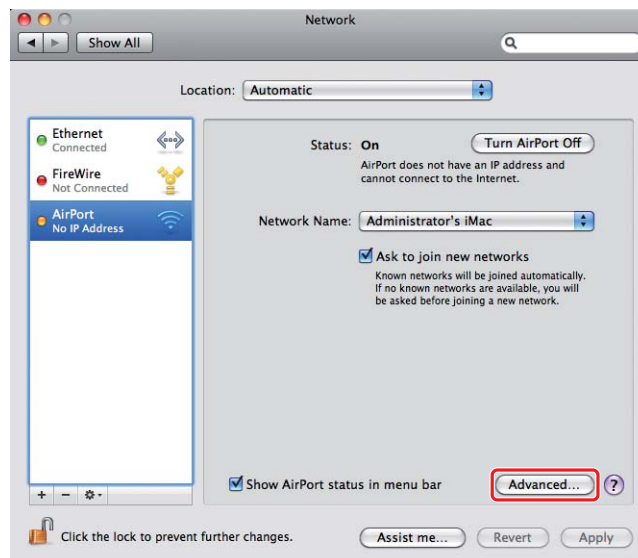 Network
Show All
Location: Automatic
Ethernet
Connected
FireWire
Not Connected
AirPort
No IP Address
Status: On
Turn AirPort Off
AirPort does not have an IP address and
cannot connect to the Internet.
Network Name: Administrator's iMac
Ask to join new networks
Known networks will be joined automatically.
If no known networks are available, you will
be asked before joining a new network.
Show AirPort status in menu bar
Advanced...
?
Click the lock to prevent further changes.
Assist me...
Revert
Apply